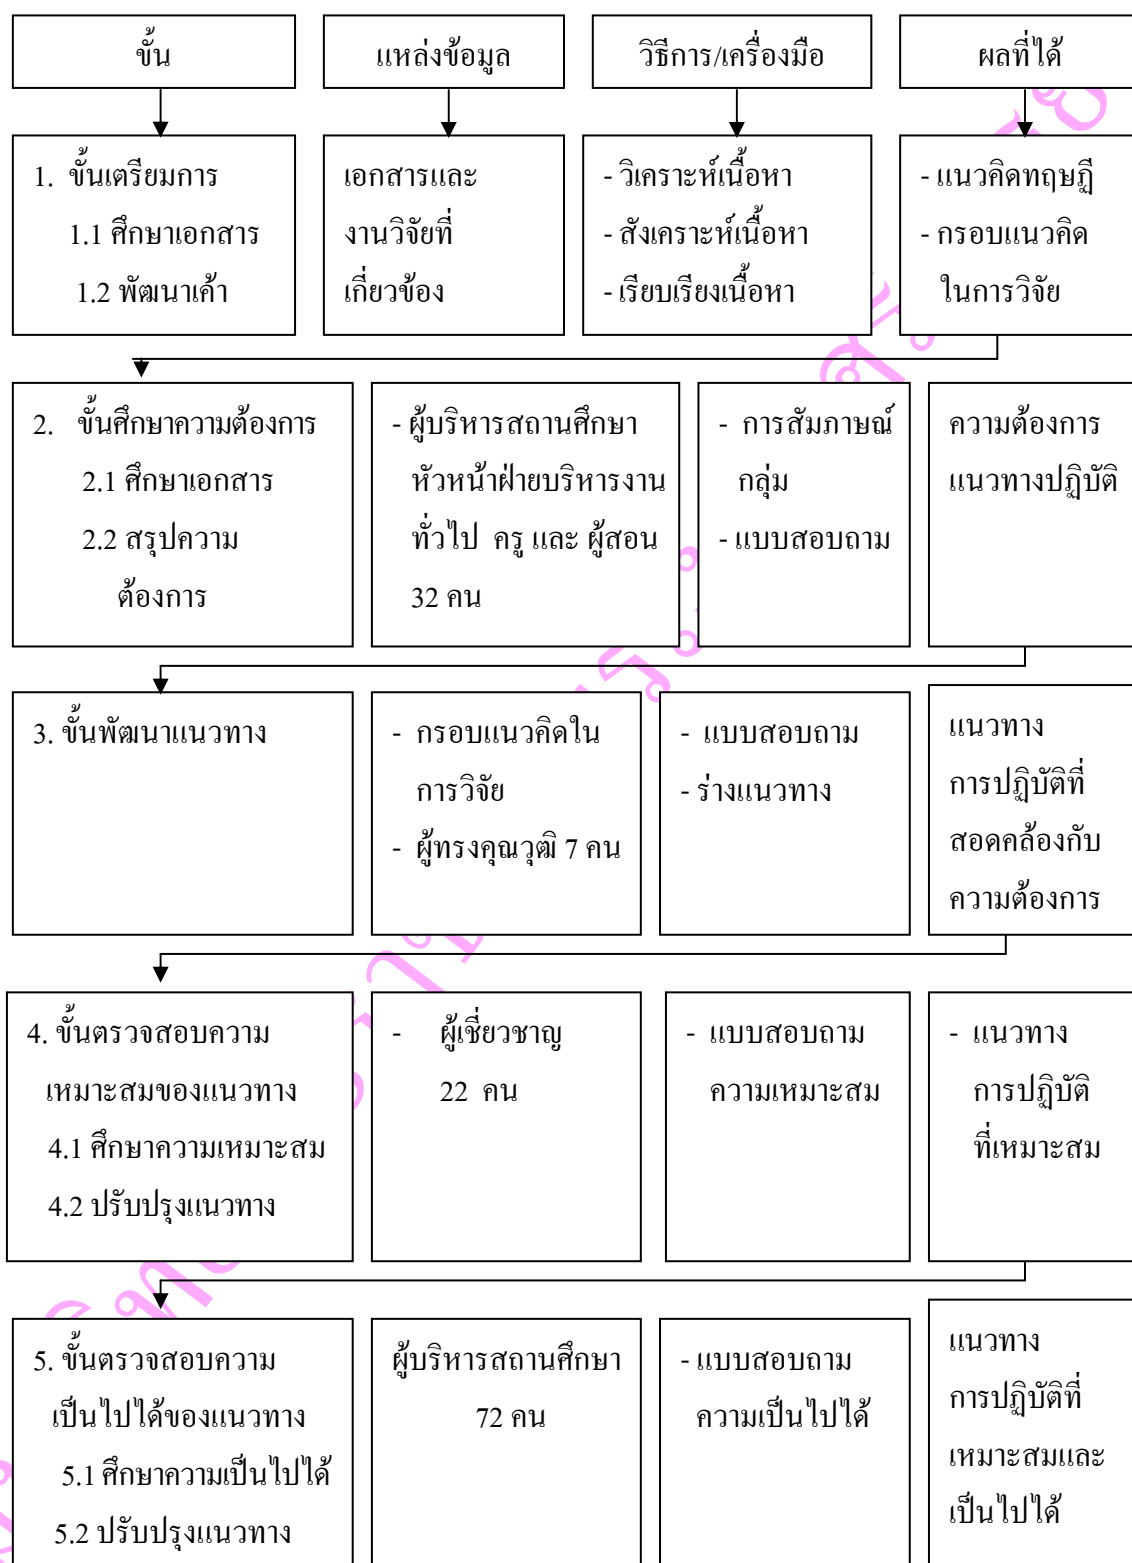 ขั้น
แหล่งข้อมูล
วิธีการ/เครื่องมือ
ผลที่ได้
1. ขั้นเตรียมการ
1.1 ศึกษาเอกสาร
1.2 พัฒนาเค้า
เอกสารและ
งานวิจัยที่
เกี่ยวข้อง
- วิเคราะห์เนื้อหา
- สังเคราะห์เนื้อหา
- เรียบเรียงเนื้อหา
- แนวคิดทฤษฎี
- กรอบแนวคิด
ในการวิจัย
2. ขั้นศึกษาความต้องการ
2.1 ศึกษาเอกสาร
2.2 สรุปความ
ต้องการ
- ผู้บริหารสถานศึกษา
หัวหน้าฝ่ายบริหารงาน
ทั่วไป ครู และ ผู้สอน
32 คน
- การสัมภาษณ์
กลุ่ม
- แบบสอบถาม
ความต้องการ
แนวทางปฏิบัติ
3. ขั้นพัฒนาแนวทาง
- กรอบแนวคิดใน
การวิจัย
- ผู้ทรงคุณวุฒิ 7 คน
- แบบสอบถาม
- ร่างแนวทาง
แนวทาง
การปฏิบัติที่
สอดคล้องกับ
ความต้องการ
4. ขั้นตรวจสอบความ
เหมาะสมของแนวทาง
4.1 ศึกษาความเหมาะสม
4.2 ปรับปรุงแนวทาง
- ผู้เชี่ยวชาญ
22 คน
- แบบสอบถาม
ความเหมาะสม
- แนวทาง
การปฏิบัติ
ที่เหมาะสม
5. ขั้นตรวจสอบความ
เป็นไปได้ของแนวทาง
5.1 ศึกษาความเป็นไปได้
5.2 ปรับปรุงแนวทาง
ผู้บริหารสถานศึกษา
72 คน
- แบบสอบถาม
ความเป็นไปได้
แนวทาง
การปฏิบัติที่
เหมาะสมและ
เป็นไปได้